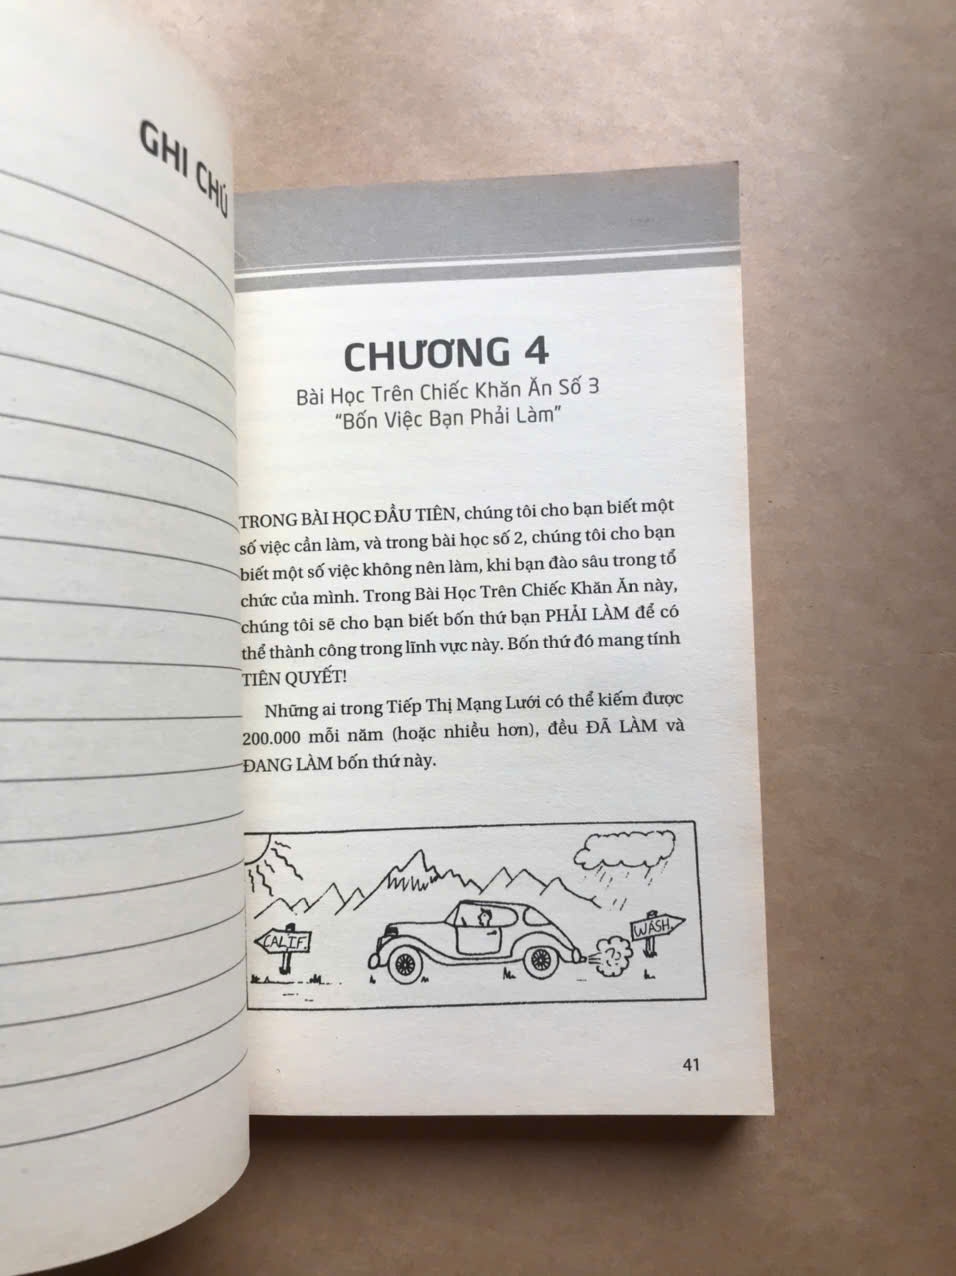 GHI CHÚ
CHƯƠNG 4
Bài Học Trên Chiếc Khăn Ăn Số 3
“Bốn Việc Bạn Phải Làm”
TRONG BÀI HỌC ĐẦU TIÊN, chúng tôi cho bạn biết một
số việc cần làm, và trong bài học số 2, chúng tôi cho bạn
biết một số việc không nên làm, khi bạn đào sâu trong tổ
chức của mình. Trong Bài Học Trên Chiếc Khăn Ăn này,
chúng tôi sẽ cho bạn biết bốn thứ bạn PHẢI LÀM để có
thể thành công trong lĩnh vực này. Bốn thứ đó mang tính
TIÊN QUYẾT!
Những ai trong Tiếp Thị Mạng Lưới có thể kiếm được
200.000 mỗi năm (hoặc nhiều hơn), đều ĐÃ LÀM và
ĐANG LÀM bốn thứ này.
CALIF.
WASH.
41